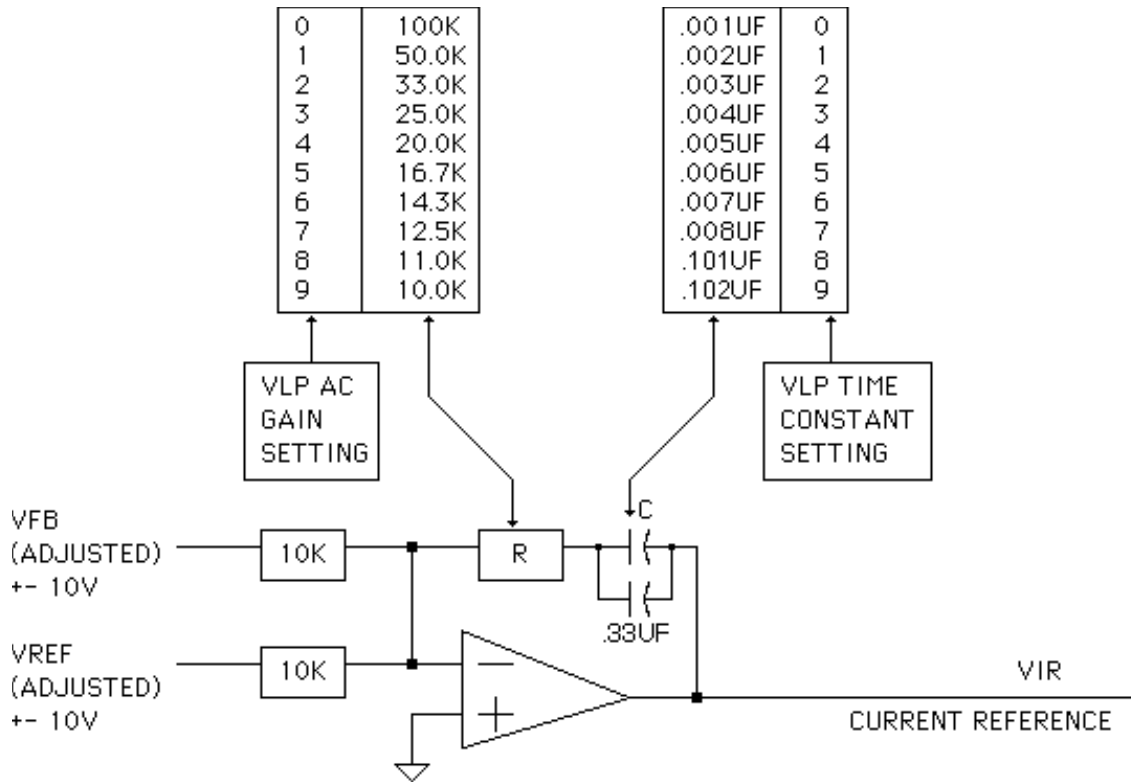 0 100K
1 50.0K
2 33.0K
3 25.0K
4 20.0K
5 16.7K
6 14.3K
7 12.5K
8 11.0K
9 10.0K
.001UF 0
.002UF 1
.003UF 2
.004UF 3
.005UF 4
.006UF 5
.007UF 6
.008UF 7
.101UF 8
.102UF 9
VLP AC
GAIN
SETTING
VLP TIME
CONSTANT
SETTING
VFB
(ADJUSTED)
+- 10V
10K
R
C
.33UF
VREF
(ADJUSTED)
+- 10V
10K
−
+
VIR
CURRENT REFERENCE